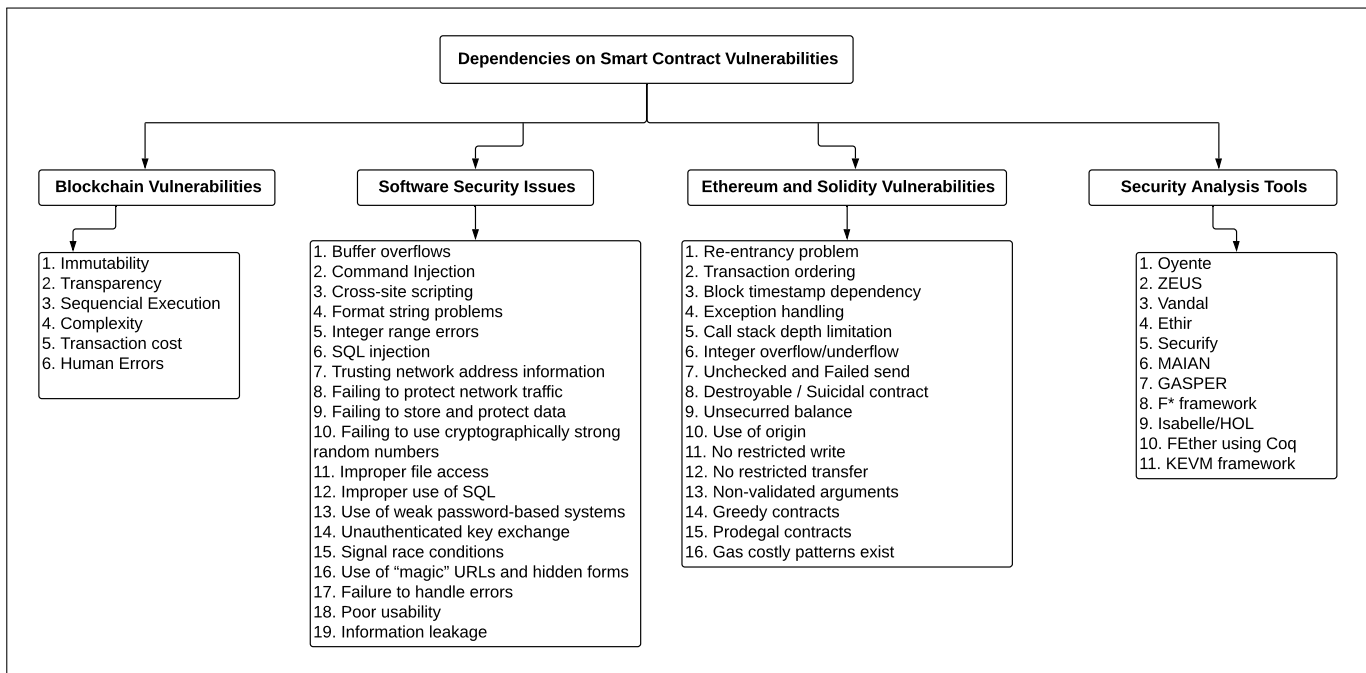 Dependencies on Smart Contract Vulnerabilities
Blockchain Vulnerabilities
1. Immutability
2. Transparency
3. Sequencial Execution
4. Complexity
5. Transaction cost
6. Human Errors
Software Security Issues
1. Buffer overflows
2. Command Injection
3. Cross-site scripting
4. Format string problems
5. Integer range errors
6. SQL injection
7. Trusting network address information
8. Failing to protect network traffic
9. Failing to store and protect data
10. Failing to use cryptographically strong
random numbers
11. Improper file access
12. Improper use of SQL
13. Use of weak password-based systems
14. Unauthenticated key exchange
15. Signal race conditions
16. Use of “magic” URLs and hidden forms
17. Failure to handle errors
18. Poor usability
19. Information leakage
Ethereum and Solidity Vulnerabilities
1. Re-entrancy problem
2. Transaction ordering
3. Block timestamp dependency
4. Exception handling
5. Call stack depth limitation
6. Integer overflow/underflow
7. Unchecked and Failed send
8. Destroyable / Suicidal contract
9. Unsecurred balance
10. Use of origin
11. No restricted write
12. No restricted transfer
13. Non-validated arguments
14. Greedy contracts
15. Prodegal contracts
16. Gas costly patterns exist
Security Analysis Tools
1. Oyente
2. ZEUS
3. Vandal
4. Ethir
5. Securify
6. MAIAN
7. GASPER
8. F* framework
9. Isabelle/HOL
10. FEther using Coq
11. KEVM framework